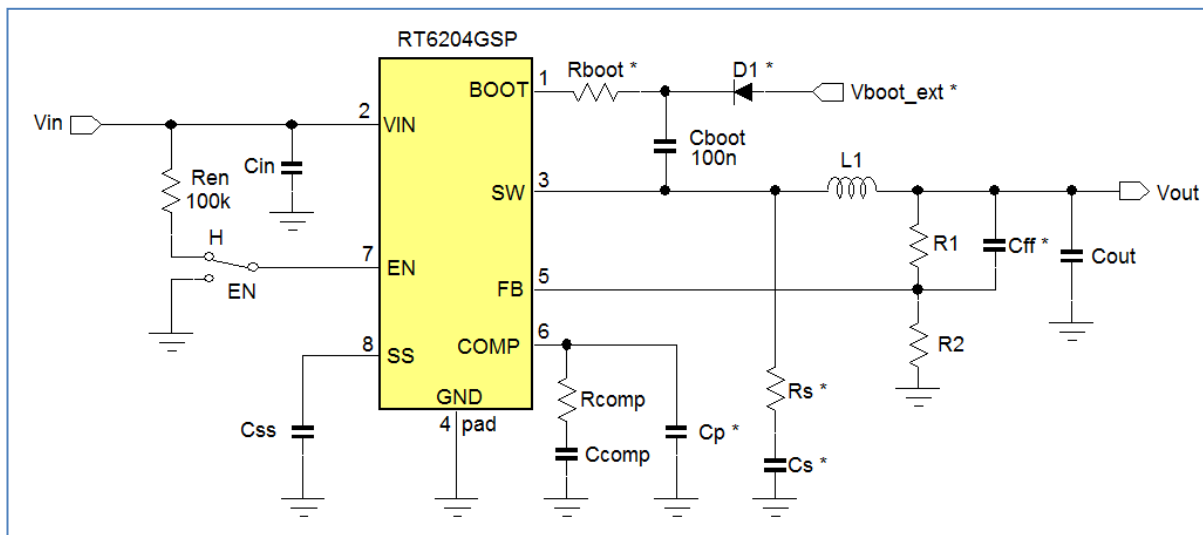 RT6204GSP
Rboot *
D1 *
BOOT
1
Vboot_ext *
Vin
2
VIN
Cboot
100n
Cin
Ren
100k
SW
3
L1
Vout
H
7
EN
EN
R1
Cff *
Cout
FB
5
COMP
6
R2
8
SS
GND
4 pad
Rcomp
Rs *
Css
Ccomp
Cp *
Cs *